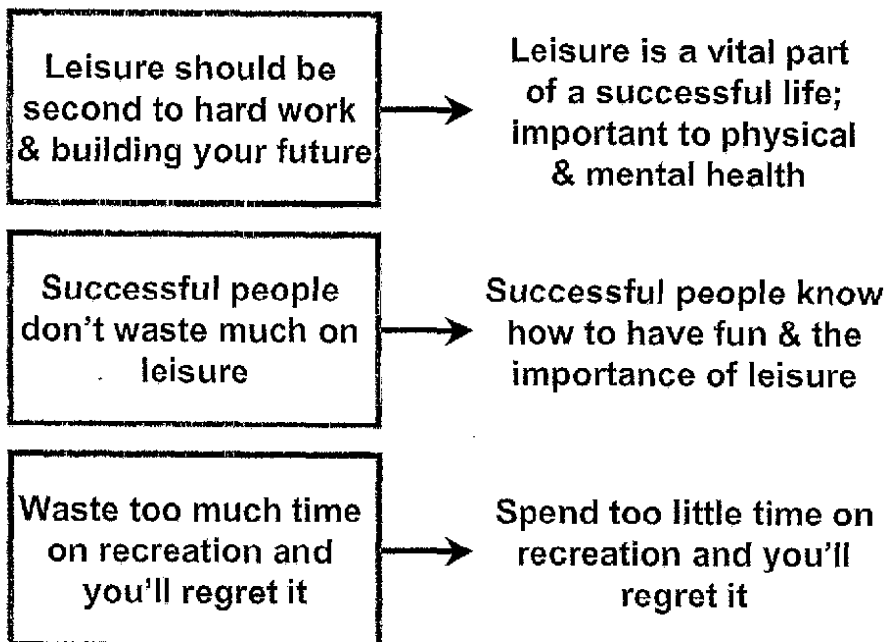 Leisure should be
second to hard work
& building your future
Leisure is a vital part
of a successful life;
important to physical
& mental health
Successful people
don't waste much on
leisure
Successful people know
how to have fun & the
importance of leisure
Waste too much time
on recreation and
you'll regret it
Spend too little time on
recreation and you'll
regret it